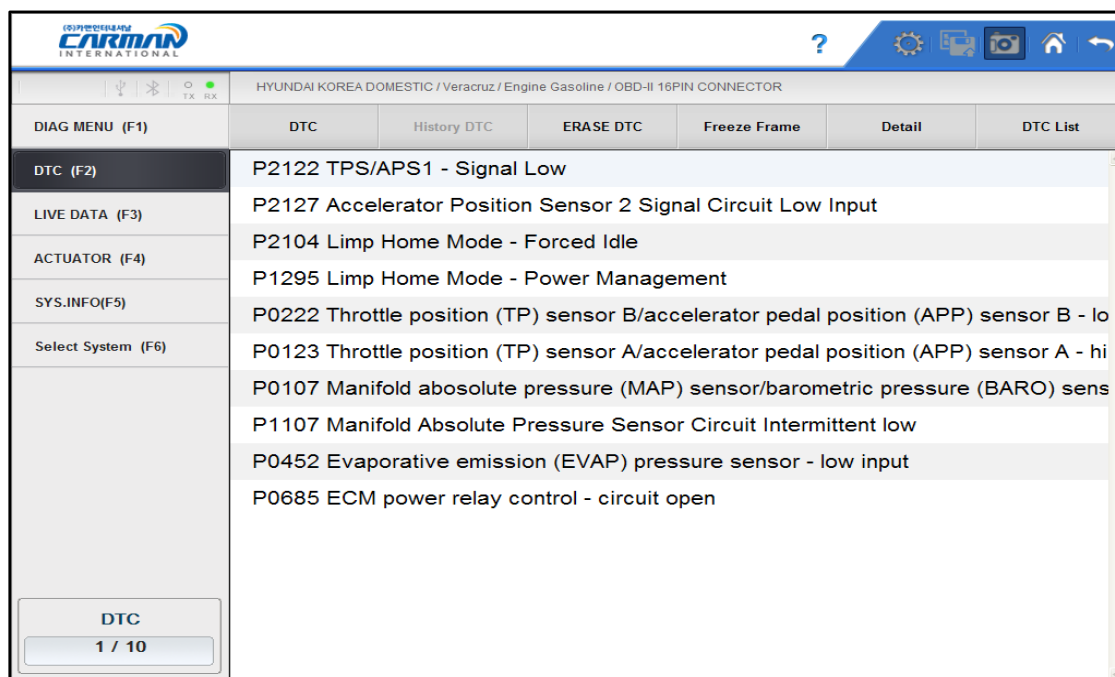 (주)카맨인터내셔날
CARMAN
INTERNATIONAL
?
TX RX
HYUNDAI KOREA DOMESTIC / Veracruz / Engine Gasoline / OBD-II 16PIN CONNECTOR
DIAG MENU (F1)
DTC
History DTC
ERASE DTC
Freeze Frame
Detail
DTC List
DTC (F2)
LIVE DATA (F3)
ACTUATOR (F4)
SYS.INFO(F5)
Select System (F6)
P2122 TPS/APS1 - Signal Low
P2127 Accelerator Position Sensor 2 Signal Circuit Low Input
P2104 Limp Home Mode - Forced Idle
P1295 Limp Home Mode - Power Management
P0222 Throttle position (TP) sensor B/accelerator pedal position (APP) sensor B - lo
P0123 Throttle position (TP) sensor A/accelerator pedal position (APP) sensor A - hi
P0107 Manifold abosolute pressure (MAP) sensor/barometric pressure (BARO) sens
P1107 Manifold Absolute Pressure Sensor Circuit Intermittent low
P0452 Evaporative emission (EVAP) pressure sensor - low input
P0685 ECM power relay control - circuit open
DTC
1 / 10